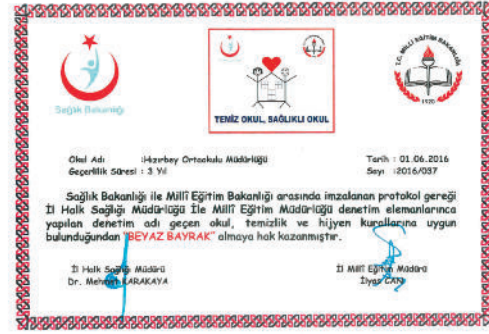 Sağlık Bakanlığı
TEMİZ OKUL, SAĞLIKLI OKUL
T.C. MİLLİ EĞİTİM BAKANLIĞI
1920
Okul Adı :Hızırbey Ortaokulu Müdürlüğü
Geçerlilik Süresi : 3 Yıl
Tarih : 01.06.2016
Sayı :2016/037
Sağlık Bakanlığı ile Millî Eğitim Bakanlığı arasında imzalanan protokol gereği
İl Halk Sağlığı Müdürlüğü İle Millî Eğitim Müdürlüğü denetim elemanlarınca
yapılan denetim adı geçen okul, temizlik ve hijyen kurallarına uygun
bulunduğundan "BEYAZ BAYRAK" almaya hak kazanmıştır.
İl Halk Sağlığı Müdürü
Dr. Mehmet KARAKAYA
İl Millî Eğitim Müdürü
İlyas CAN